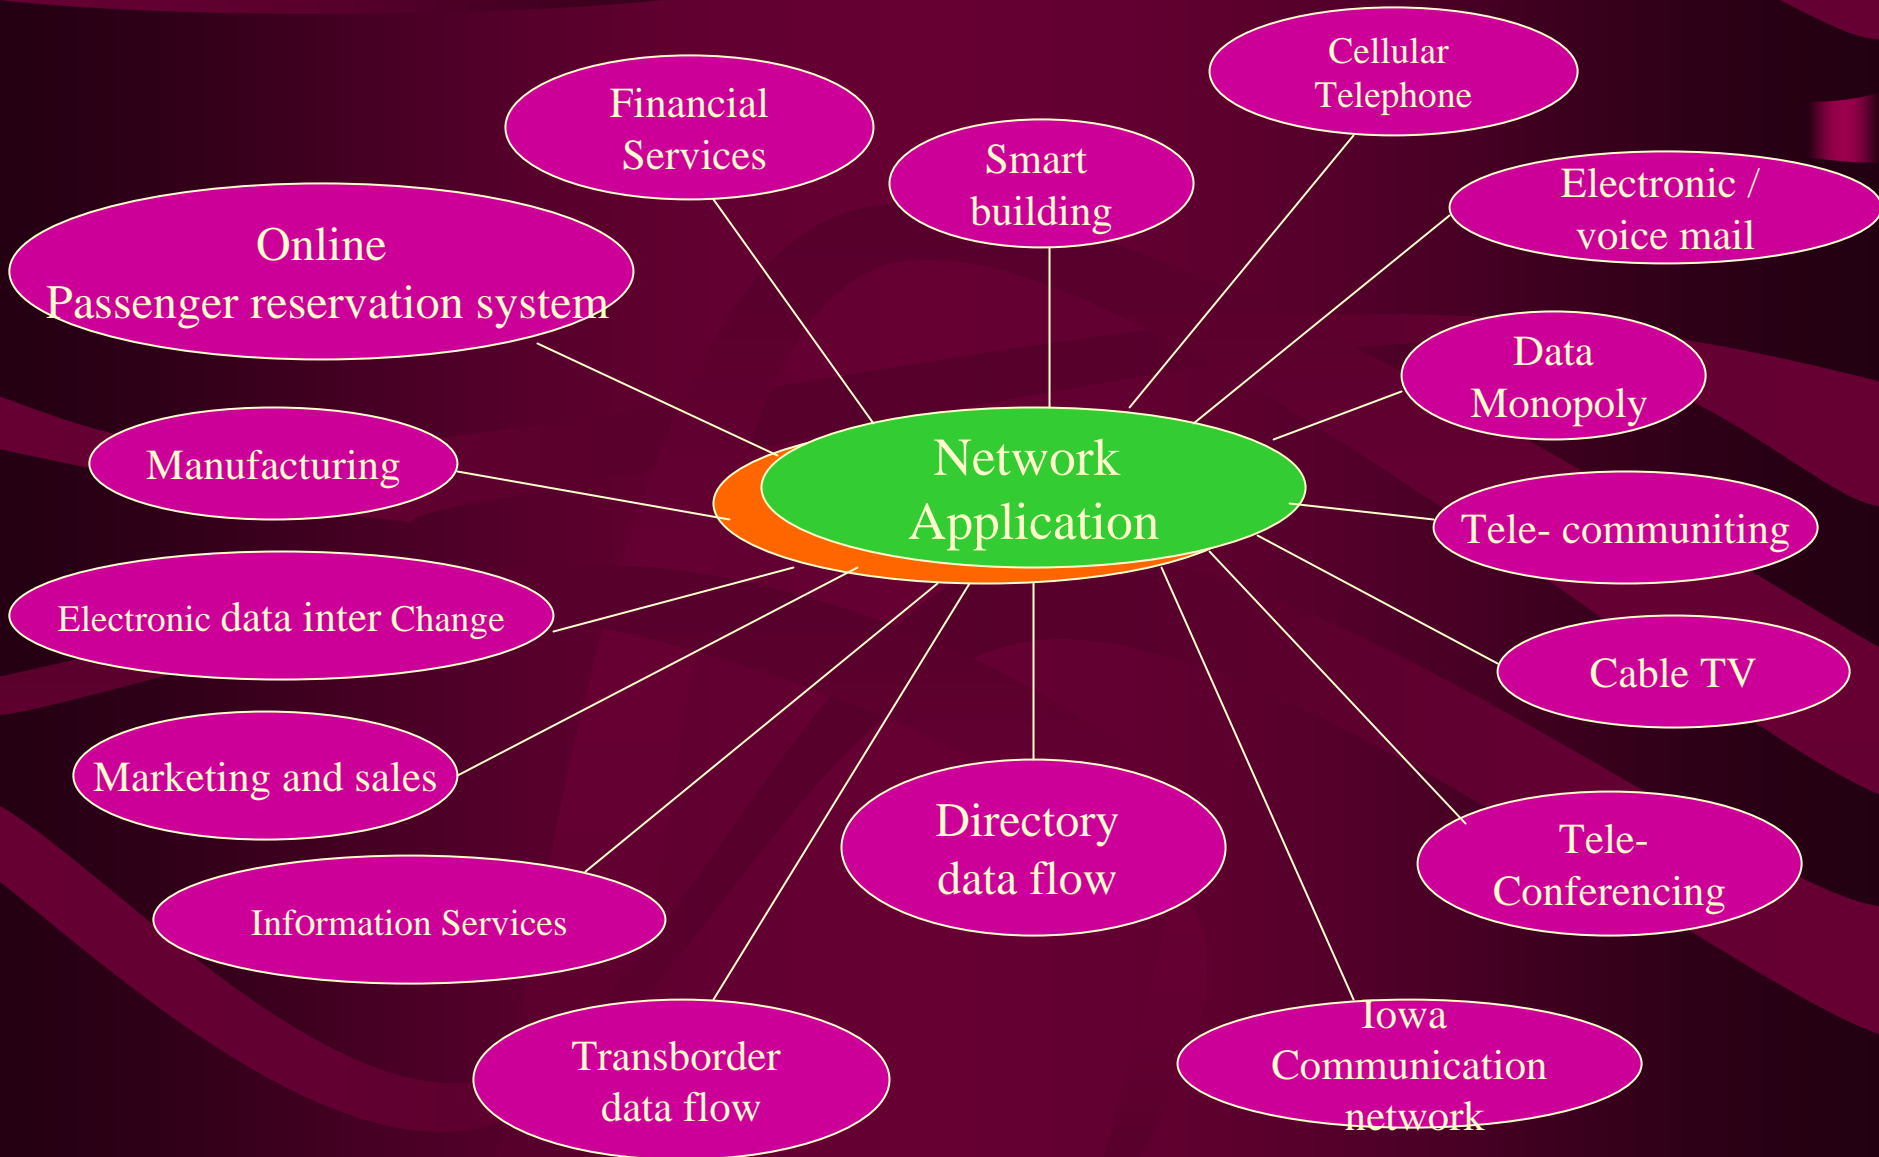 Cellular
Telephone
Financial
Services
Smart
building
Electronic /
voice mail
Online
Passenger reservation system
Data
Monopoly
Manufacturing
Network
Application
Tele- communiting
Electronic data inter Change
Cable TV
Marketing and sales
Directory
data flow
Tele-
Conferencing
Information Services
Iowa
Communication
network
Transborder
data flow